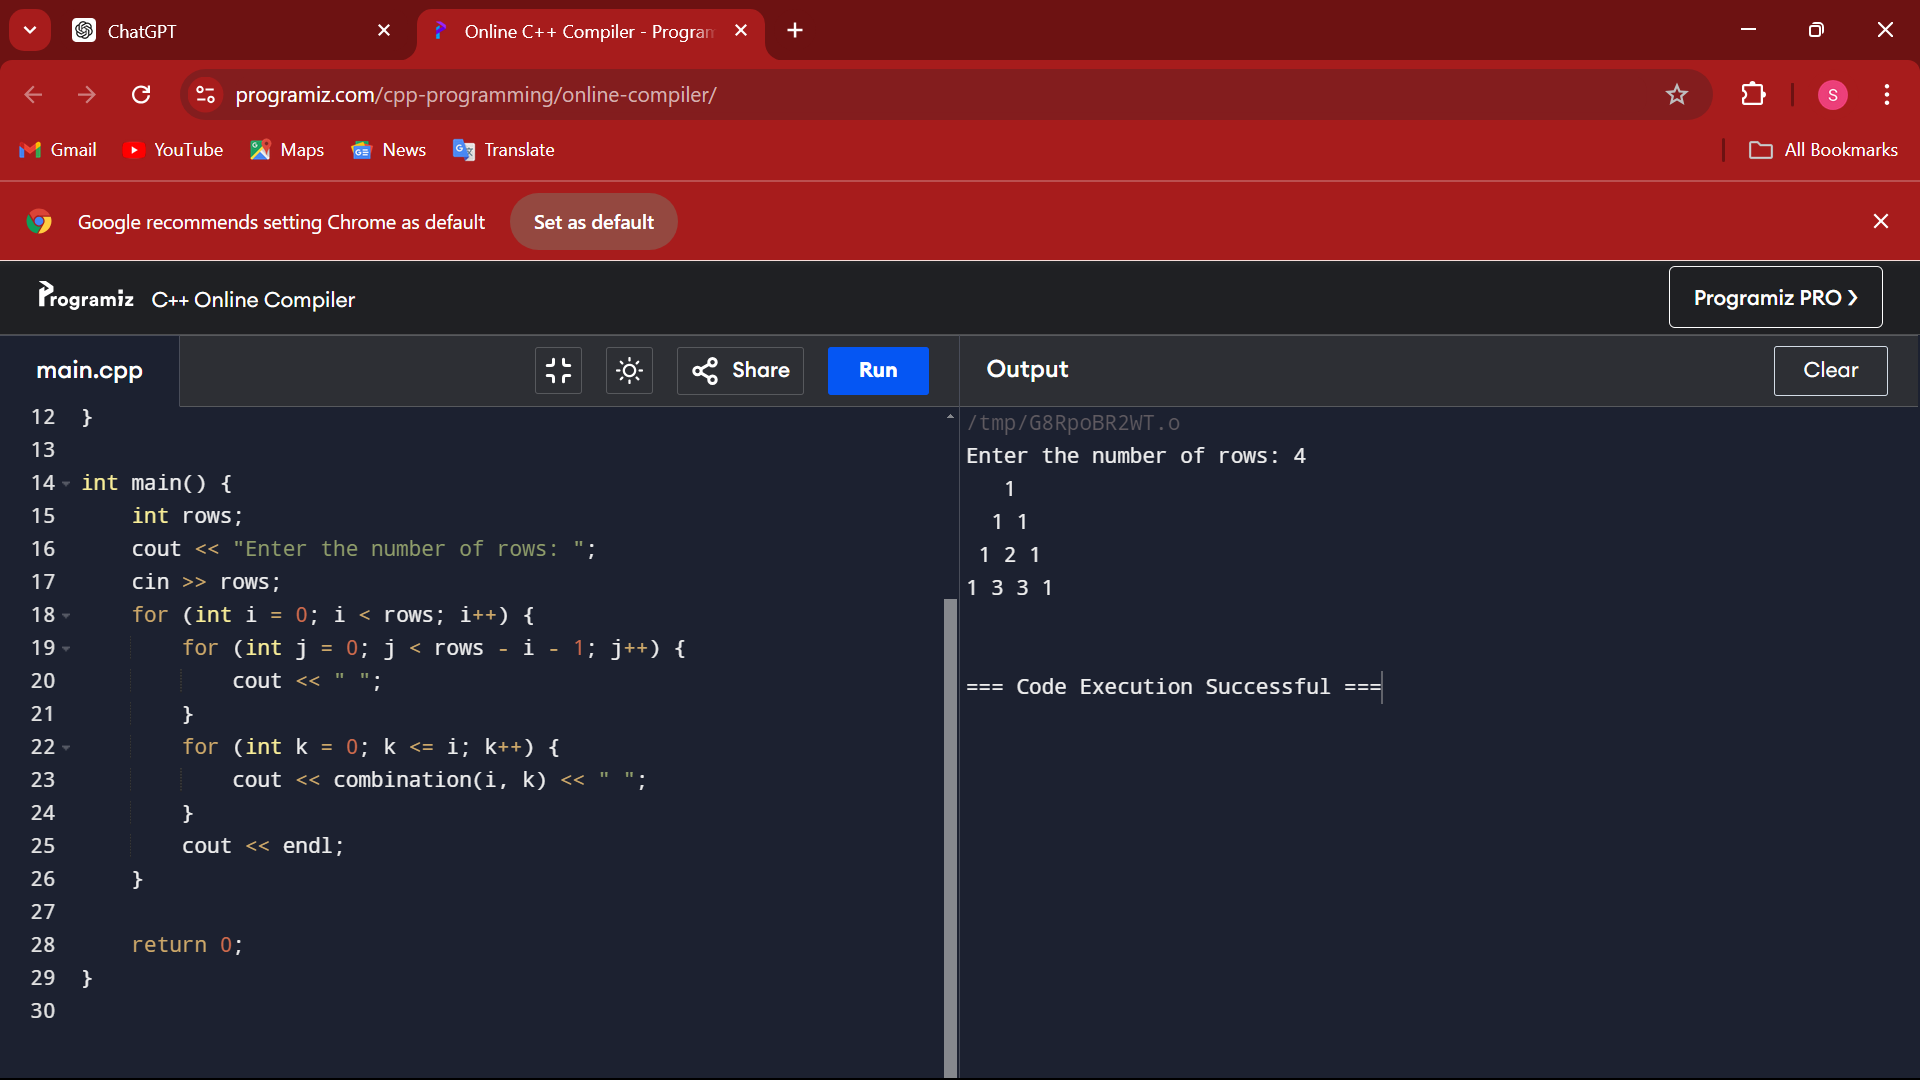 ChatGPT
Online C++ Compiler - Program
programiz.com/cpp-programming/online-compiler/
S
Gmail
YouTube
Maps
News
Translate
All Bookmarks
Google recommends setting Chrome as default
Set as default
Programiz
C++ Online Compiler
Programiz PRO >
main.cpp
Share
Run
Output
Clear
12 }
13
14 int main() {
15     int rows;
16     cout << "Enter the number of rows: ";
17     cin >> rows;
18     for (int i = 0; i < rows; i++) {
19         for (int j = 0; j < rows - i - 1; j++) {
20             cout << " ";
21         }
22         for (int k = 0; k <= i; k++) {
23             cout << combination(i, k) << " ";
24         }
25         cout << endl;
26     }
27
28     return 0;
29 }
30
/tmp/G8RpoBR2WT.o
Enter the number of rows: 4
   1
  1 1
 1 2 1
1 3 3 1
=== Code Execution Successful ===